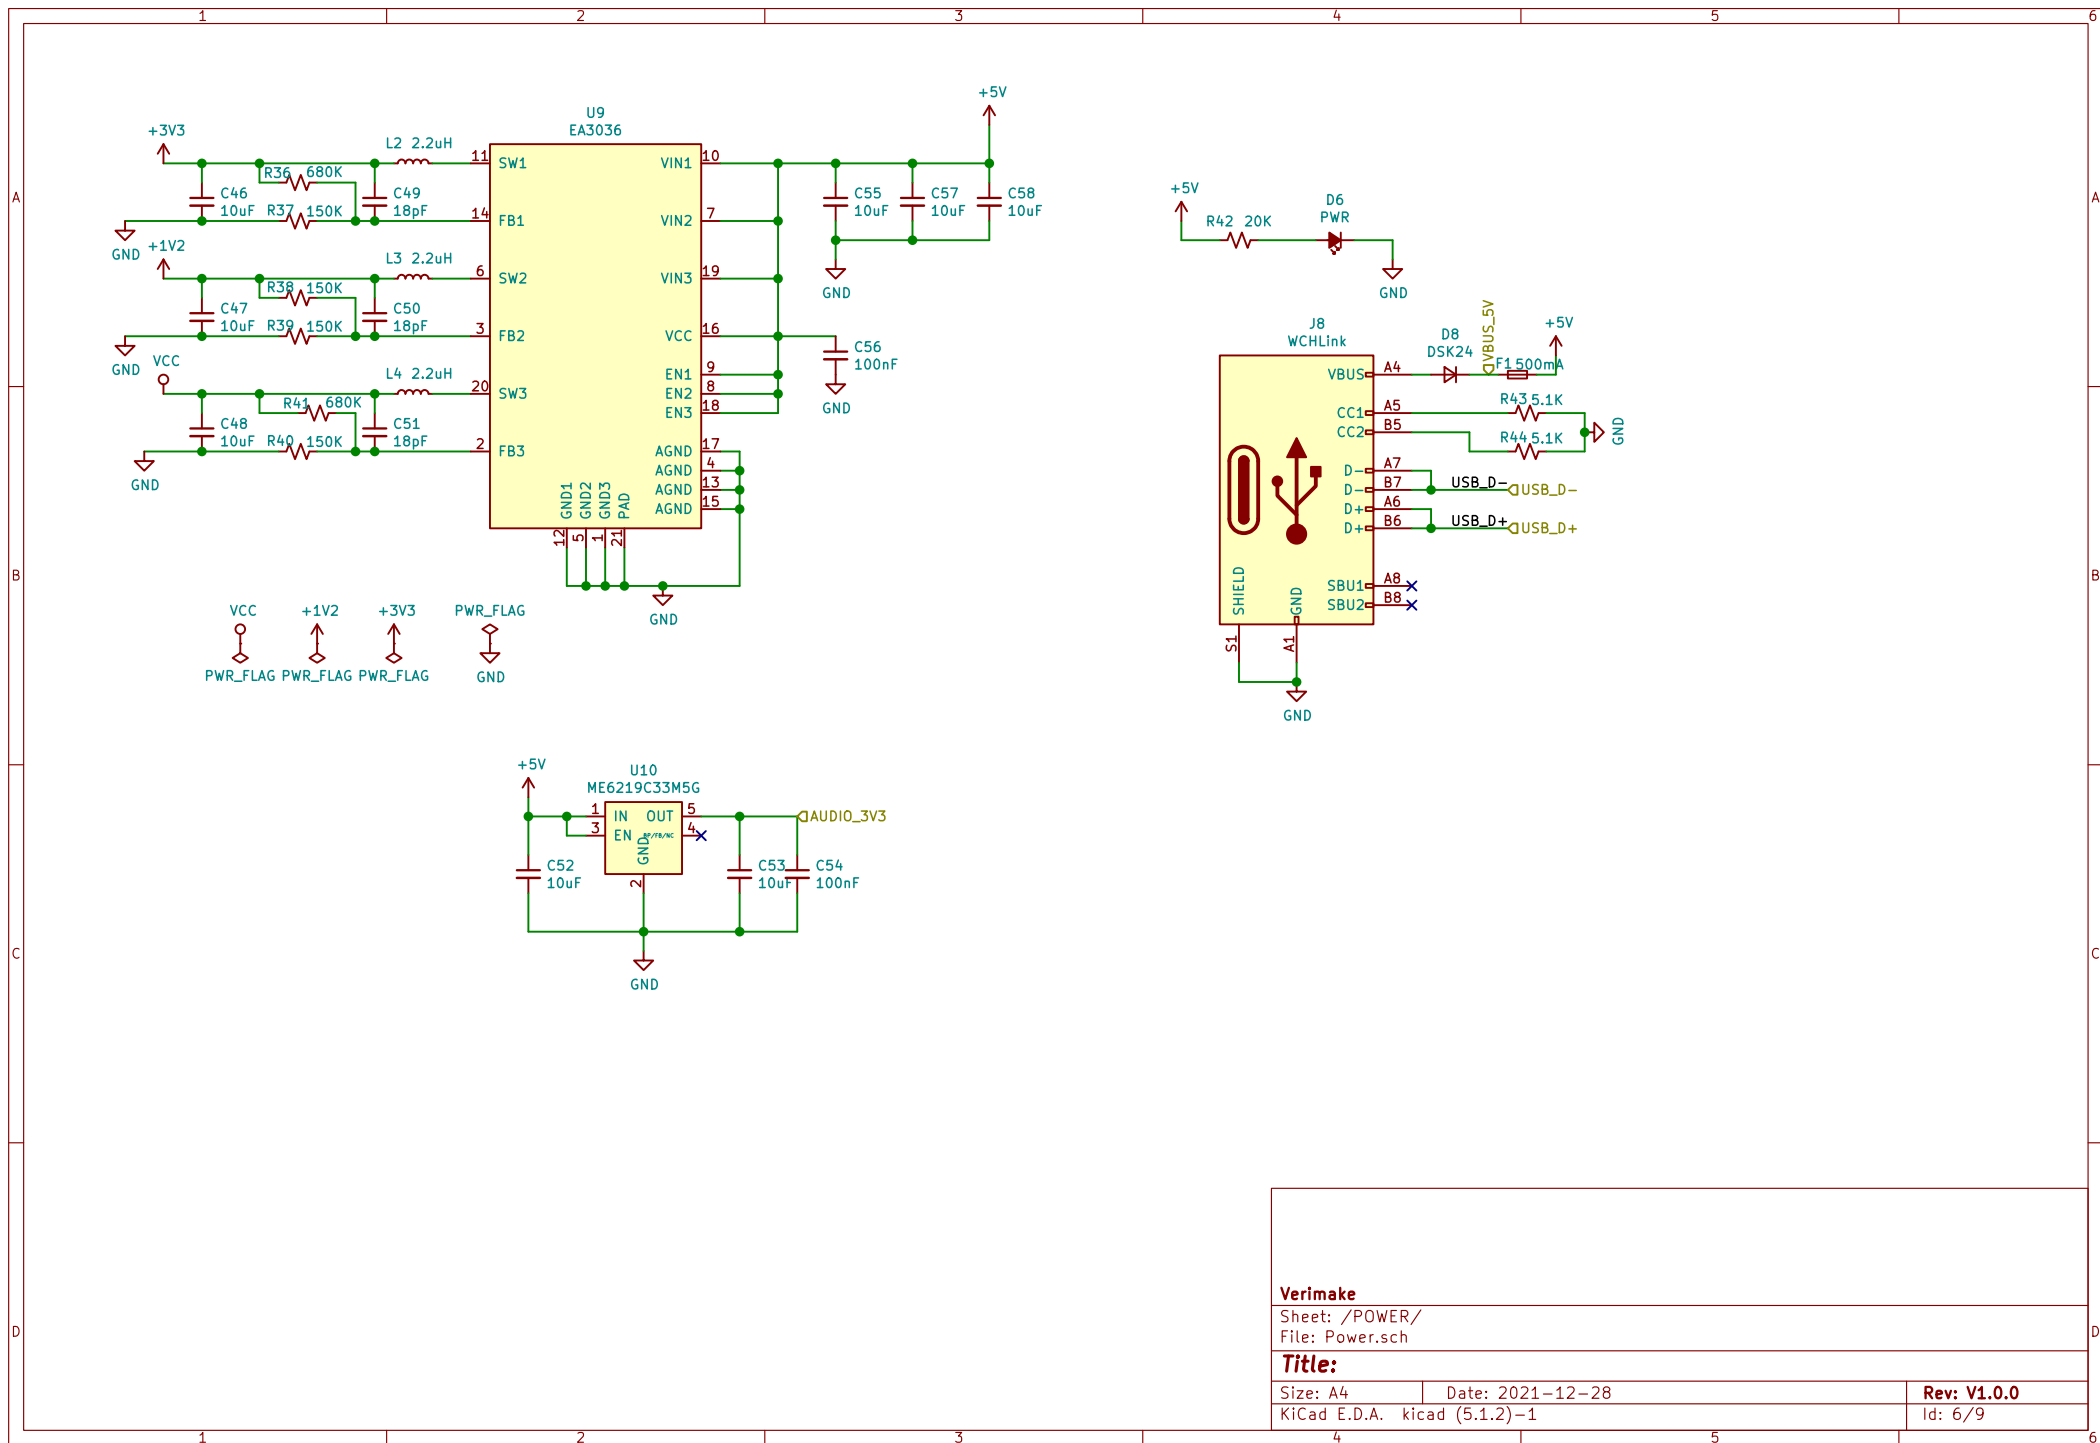 1 2 3 4 5 6
A
B
C
D
A
B
C
D
+3V3
R36 680K
L2 2.2uH
C46
10uF
R37 150K
C49
18pF
GND
+1V2
R38 150K
L3 2.2uH
C47
10uF
R39 150K
C50
18pF
GND
VCC
R41 680K
L4 2.2uH
C48
10uF
R40 150K
C51
18pF
GND
U9
EA3036
11 SW1
14 FB1
6 SW2
3 FB2
20 SW3
2 FB3
VIN1 10
VIN2 7
VIN3 19
VCC 16
EN1 9
EN2 8
EN3 18
AGND 17
AGND 4
AGND 13
AGND 15
GND1 GND2 GND3 PAD
12 5 1 21
GND
+5V
C55
10uF
C57
10uF
C58
10uF
GND
C56
100nF
GND
VCC +1V2 +3V3 PWR_FLAG
PWR_FLAG PWR_FLAG PWR_FLAG GND
+5V
R42 20K
D6
PWR
GND
J8
WCHLink
VBUS A4
CC1 A5
CC2 B5
D- A7
D- B7
D+ A6
D+ B6
SBU1 A8
SBU2 B8
SHIELD GND
S1 A1
GND
D8
DSK24
VBUS_5V
F1 500mA
+5V
R43 5.1K
R44 5.1K
GND
USB_D- USB_D-
USB_D+ USB_D+
+5V
U10
ME6219C33M5G
1 IN OUT 5
3 EN BP/FB/NC 4
GND
2
AUDIO_3V3
C52
10uF
C53
10uF
C54
100nF
GND
Verimake
Sheet: /POWER/
File: Power.sch
Title:
Size: A4 Date: 2021-12-28 Rev: V1.0.0
KiCad E.D.A. kicad (5.1.2)-1 Id: 6/9
1 2 3 4 5 6